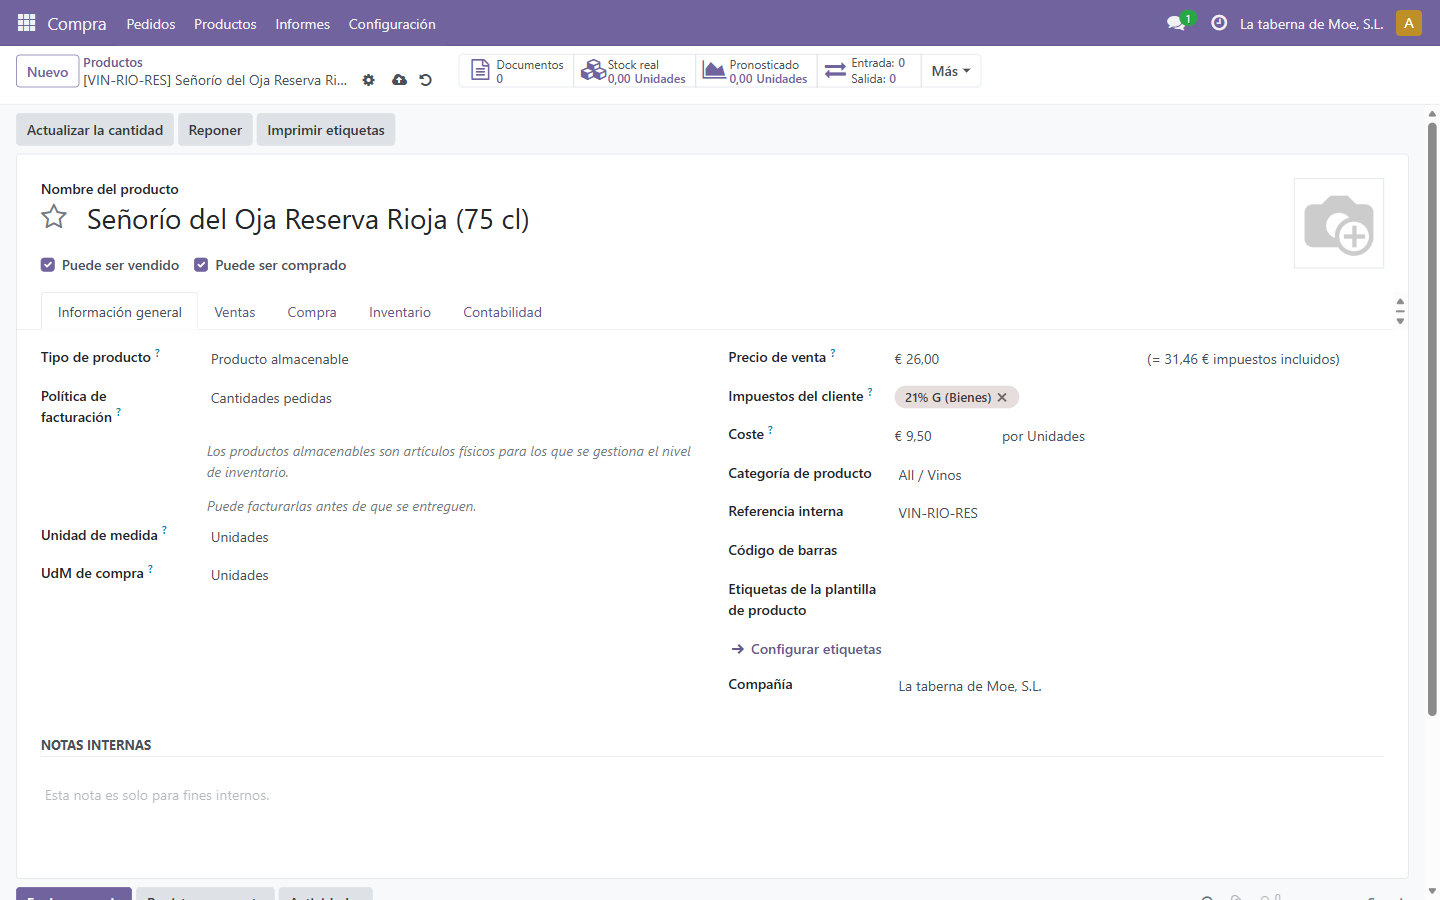 Compra Pedidos Productos Informes Configuración 1 La taberna de Moe, S.L. A
Nuevo
Productos
[VIN-RIO-RES] Señorío del Oja Reserva Ri...
Documentos
0
Stock real
0,00 Unidades
Pronosticado
0,00 Unidades
Entrada: 0
Salida: 0
Más
Actualizar la cantidad Reponer Imprimir etiquetas
Nombre del producto
Señorío del Oja Reserva Rioja (75 cl)
Puede ser vendido Puede ser comprado
Información general Ventas Compra Inventario Contabilidad
Tipo de producto ? Producto almacenable
Política de
facturación ? Cantidades pedidas
Los productos almacenables son artículos físicos para los que se gestiona el nivel
de inventario.
Puede facturarlas antes de que se entreguen.
Unidad de medida ? Unidades
UdM de compra ? Unidades
Precio de venta ? € 26,00 (= 31,46 € impuestos incluidos)
Impuestos del cliente ? 21% G (Bienes)
Coste ? € 9,50 por Unidades
Categoría de producto All / Vinos
Referencia interna VIN-RIO-RES
Código de barras
Etiquetas de la plantilla
de producto
Configurar etiquetas
Compañía La taberna de Moe, S.L.
NOTAS INTERNAS
Esta nota es solo para fines internos.